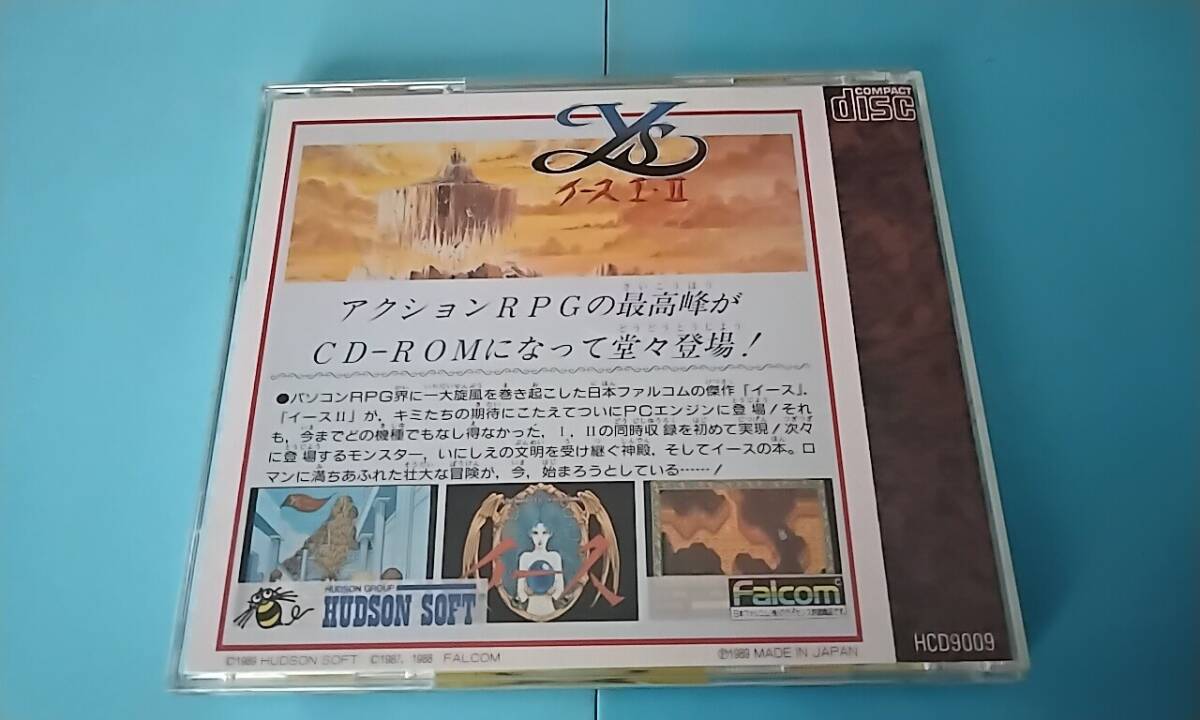 COMPACT
disc
Ys
イース I・II
アクションRPGの最高峰が
CD-ROMになって堂々登場!
●パソコンRPG界に一大旋風を巻き起こした日本ファルコムの傑作「イース」,
「イースII」が, キミたちの期待にこたえてついにPCエンジンに登場! それ
も, 今までどの機種でもなし得なかった, I, IIの同時収録を初めて実現! 次々
に登場するモンスター, いにしえの文明を受け継ぐ神殿, そしてイースの本。ロ
マンに満ちあふれた壮大な冒険が, 今, 始まろうとしている……!
イース
HUDSON GROUP
HUDSON SOFT
Falcom
HCD9009
©1989 HUDSON SOFT ©1987, 1988 FALCOM
Ⓟ1989 MADE IN JAPAN